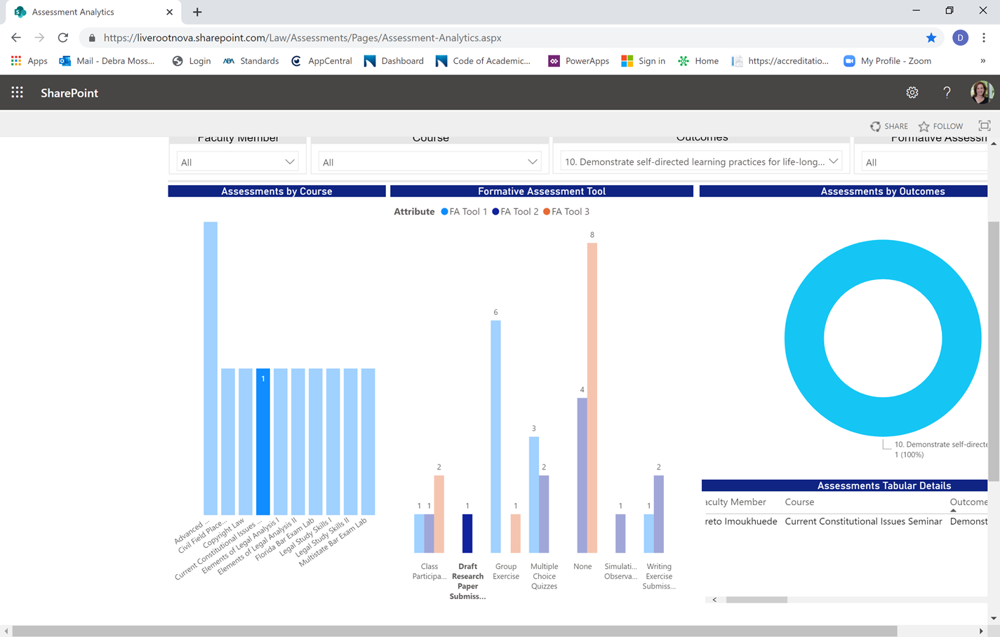 Assessment Analytics
https://liverootnova.sharepoint.com/Law/Assessments/Pages/Assessment-Analytics.aspx
D
Apps Mail - Debra Moss... Login ABA Standards AppCentral Dashboard Code of Academic... PowerApps Sign in Home https://accreditatio... My Profile - Zoom »
SharePoint ?
SHARE FOLLOW
Faculty Member Course Outcomes Formative Assessm
All All 10. Demonstrate self-directed learning practices for life-long... All
Assessments by Course Formative Assessment Tool Assessments by Outcomes
Attribute FA Tool 1 FA Tool 2 FA Tool 3
8
6
1
4
3
2 2 2
1 1 1 1 1 1
Advanced ...
Civil Field Place...
Copyright Law
Current Constitutional Issues ...
Elements of Legal Analysis I
Elements of Legal Analysis II
Florida Bar Exam Lab
Legal Study Skills I
Legal Study Skills II
Multistate Bar Exam Lab
Class
Participa...
Draft
Research
Paper
Submiss...
Group
Exercise
Multiple
Choice
Quizzes
None
Simulati...
Observa...
Writing
Exercise
Submiss...
10. Demonstrate self-directe
1 (100%)
Assessments Tabular Details
aculty Member Course Outcome
reto Imoukhuede Current Constitutional Issues Seminar Demonst